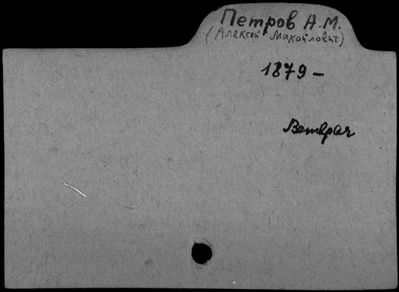 Петров А.М.
(Алексей Михайлович)
1879 –
Ветврач